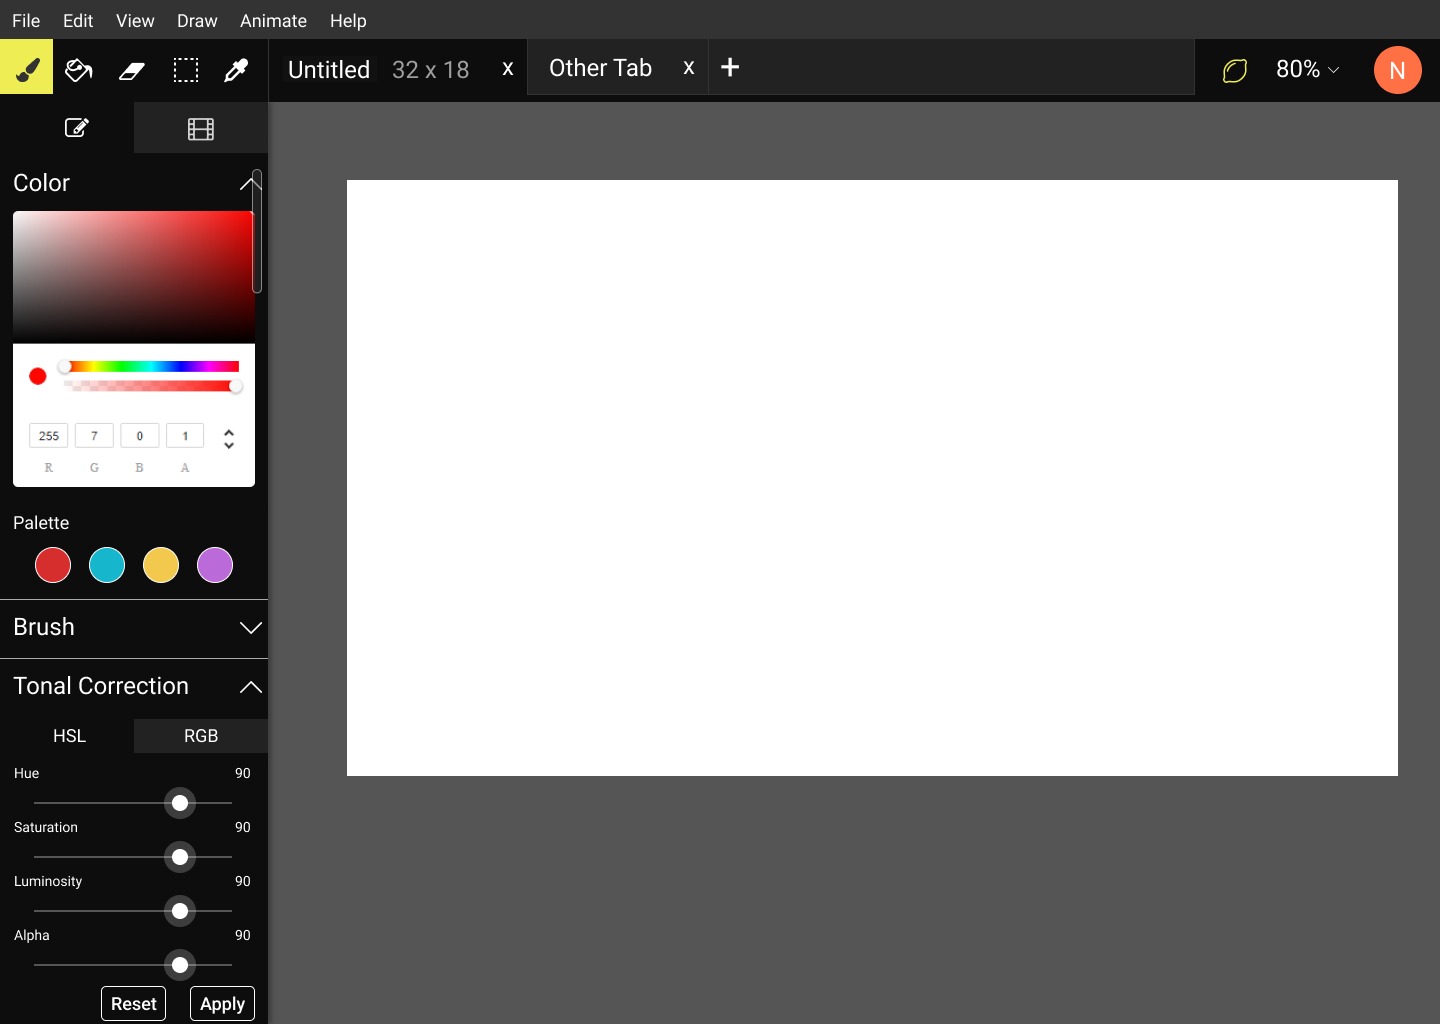 File Edit View Draw Animate Help
Untitled 32 x 18 x Other Tab x + 80% N
Color
255 7 0 1
R G B A
Palette
Brush
Tonal Correction
HSL RGB
Hue 90
Saturation 90
Luminosity 90
Alpha 90
Reset Apply